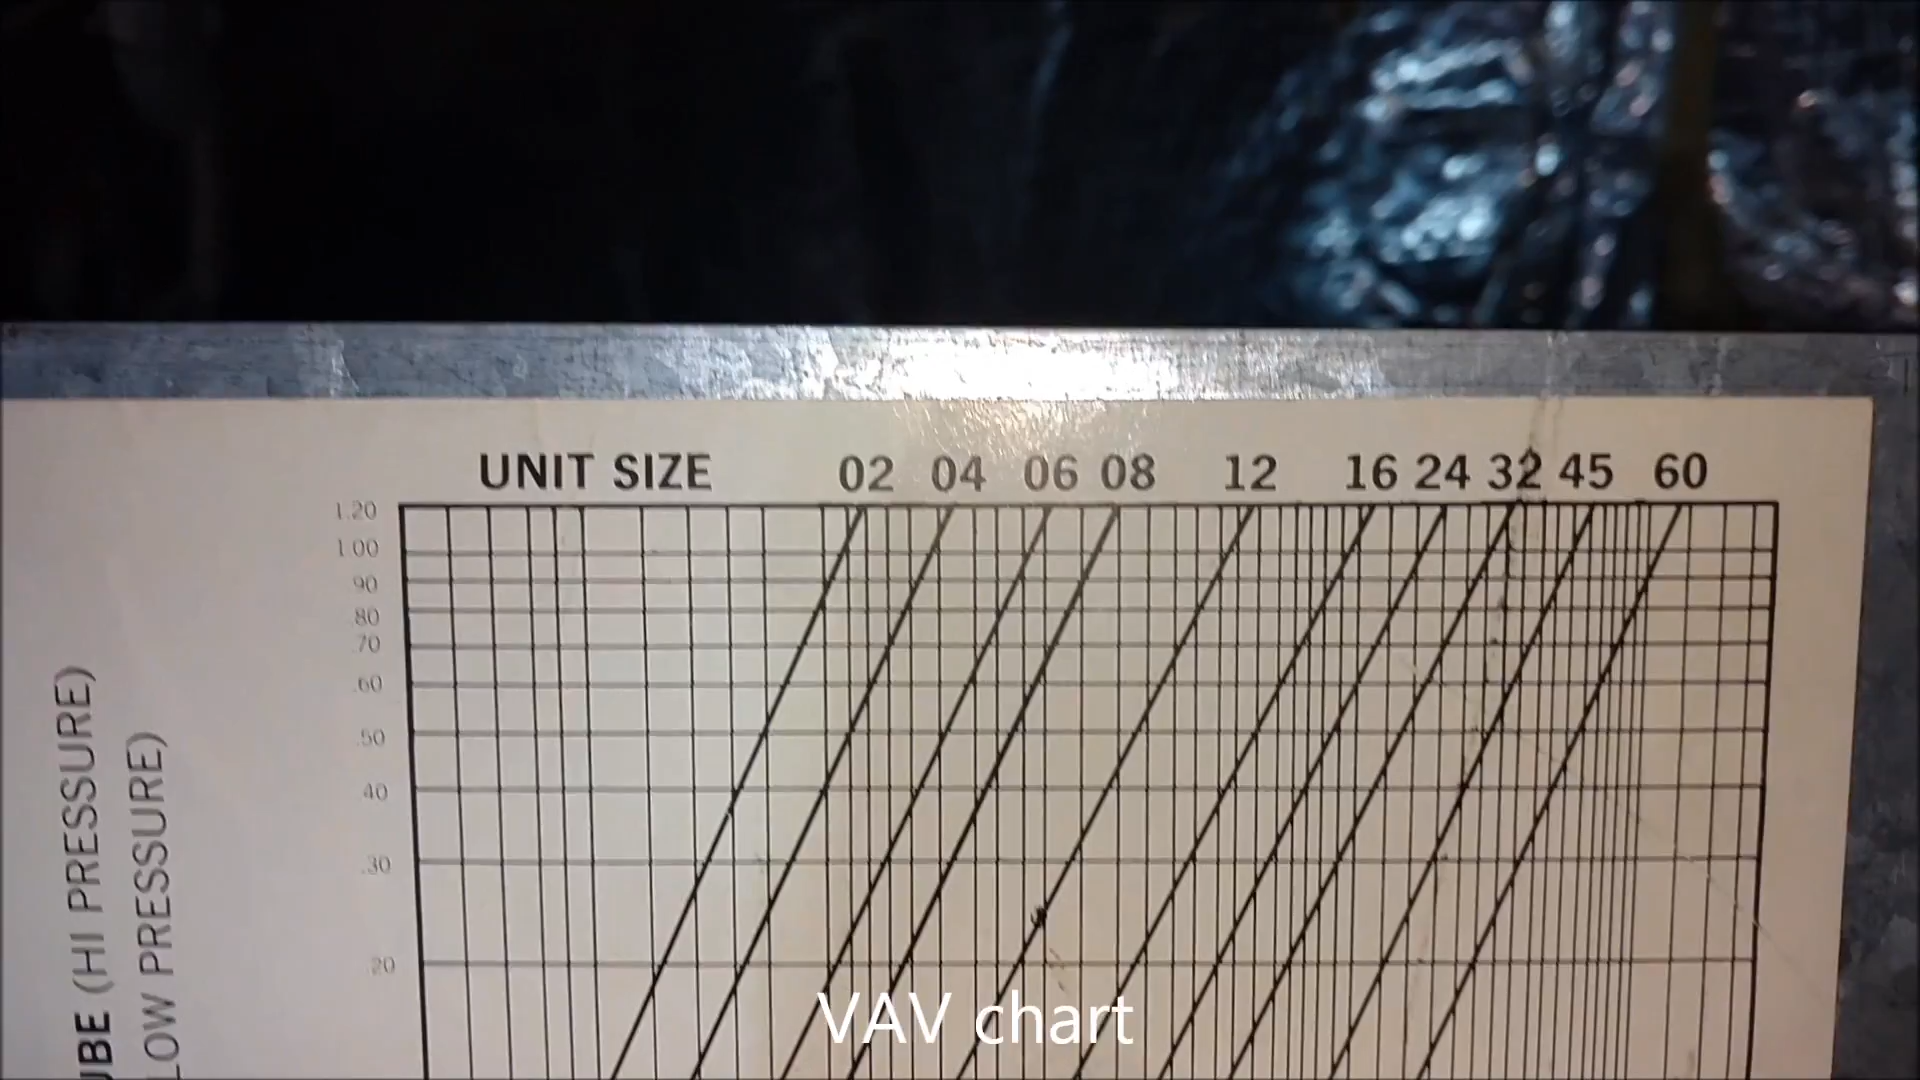 UNIT SIZE 02 04 06 08 12 16 24 32 45 60
1.20
1 00
.90
.80
.70
.60
.50
.40
.30
.20
(HI PRESSURE)
LOW PRESSURE)
VAV chart